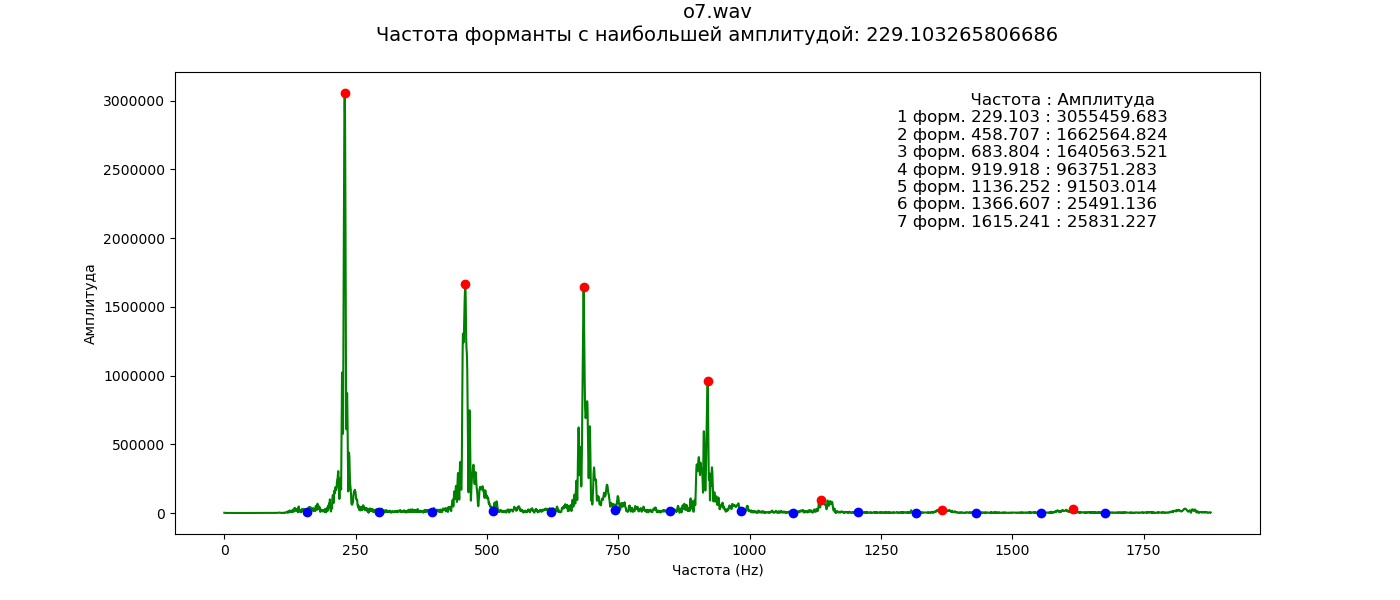 o7.wav
Частота форманты с наибольшей амплитудой: 229.103265806686
Частота : Амплитуда
1 форм. 229.103 : 3055459.683
2 форм. 458.707 : 1662564.824
3 форм. 683.804 : 1640563.521
4 форм. 919.918 : 963751.283
5 форм. 1136.252 : 91503.014
6 форм. 1366.607 : 25491.136
7 форм. 1615.241 : 25831.227
Амплитуда
3000000
2500000
2000000
1500000
1000000
500000
0
0 250 500 750 1000 1250 1500 1750
Частота (Hz)